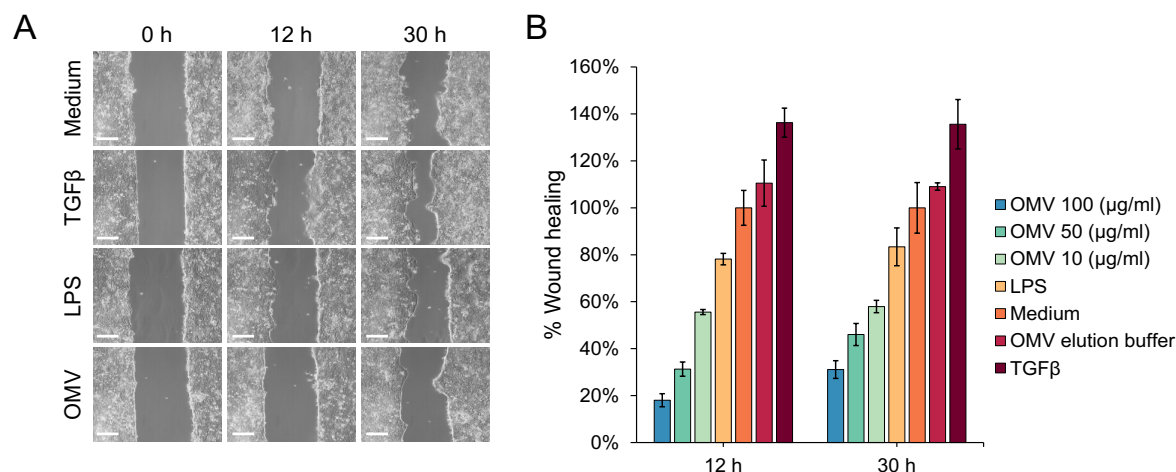 A
0 h
12 h
30 h
Medium
TGFβ
LPS
OMV
B
% Wound healing
160%
140%
120%
100%
80%
60%
40%
20%
0%
12 h
30 h
OMV 100 (µg/ml)
OMV 50 (µg/ml)
OMV 10 (µg/ml)
LPS
Medium
OMV elution buffer
TGFβ